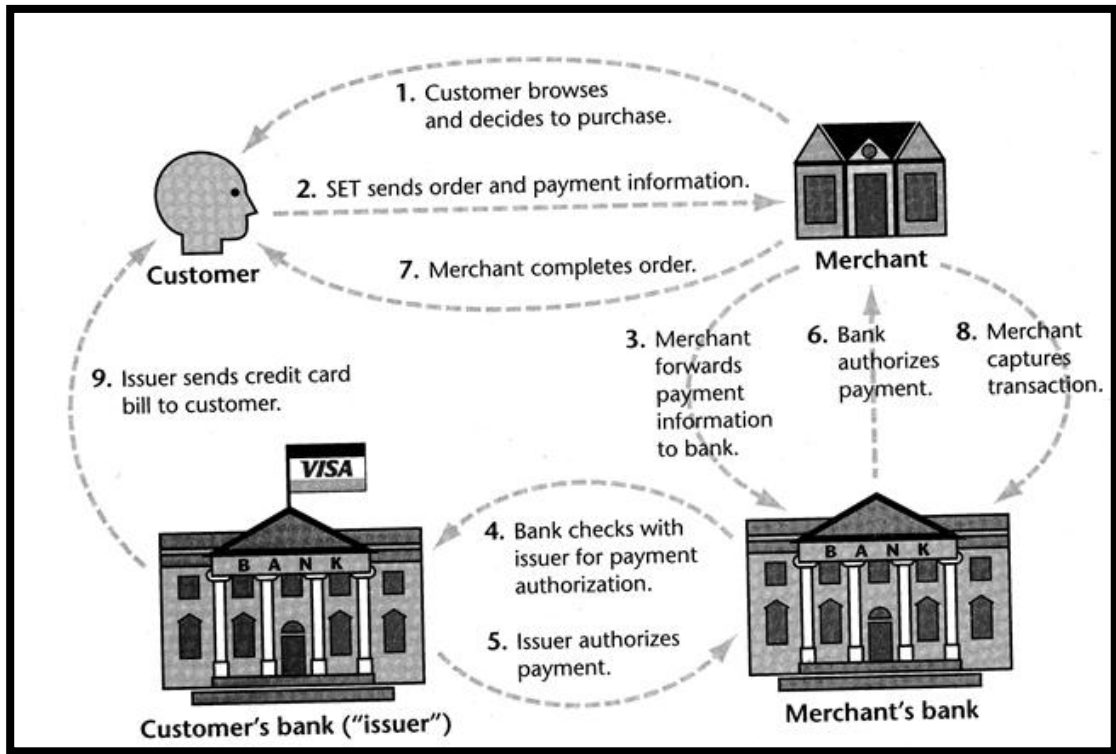 1. Customer browses
and decides to purchase.
2. SET sends order and payment information.
Customer
7. Merchant completes order.
Merchant
3. Merchant
forwards
payment
information
to bank.
6. Bank
authorizes
payment.
8. Merchant
captures
transaction.
9. Issuer sends credit card
bill to customer.
VISA
BANK
4. Bank checks with
issuer for payment
authorization.
BANK
5. Issuer authorizes
payment.
Customer's bank ("issuer")
Merchant's bank